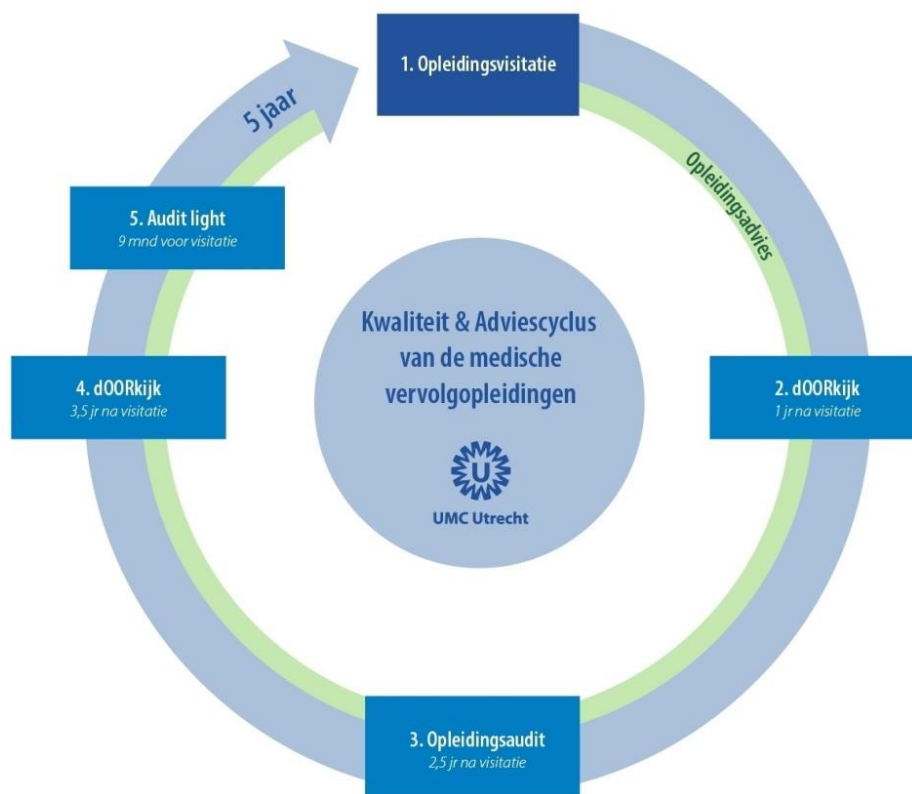 1. Opleidingsvisitatie
5 jaar
Opleidingsadvies
5. Audit light
9 mnd voor visitatie
Kwaliteit & Adviescyclus
van de medische
vervolgopleidingen
4. dOORkijk
3,5 jr na visitatie
2. dOORkijk
1 jr na visitatie
U
UMC Utrecht
3. Opleidingsaudit
2,5 jr na visitatie